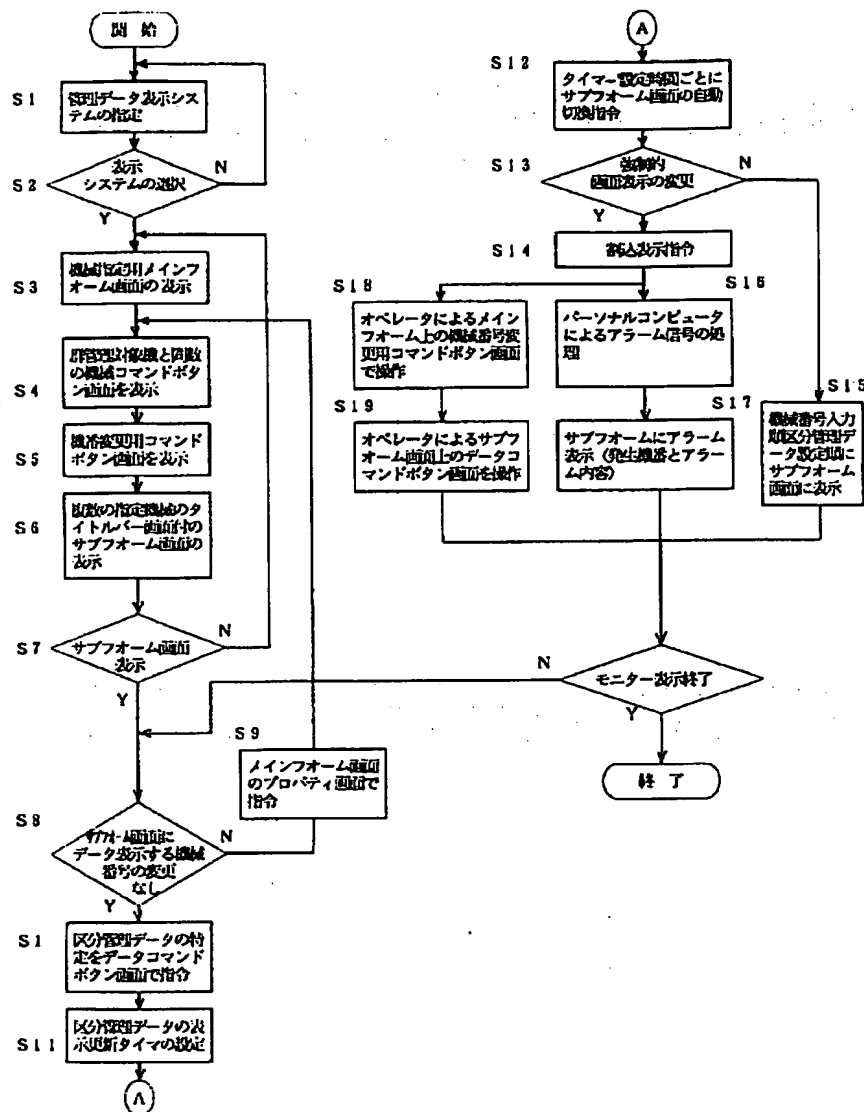 開 始
S1
管理データ表示シス
テムの指定
S2
表示
システムの選択
N
Y
S3
機械指定用メインフ
オーム画面の表示
S4
の機械コマンドボタ
ン画面を表示
S5
機番変更用コマンド
ボタン画面を表示
S6
複数の指定機械のタ
イトルバー画面付の
サブフオーム画面の
表示
S7
サブフオーム画面
表示
N
Y
S9
メインフオーム画面
のプロパティ画面で
指令
S8
サブフォーム画面に
データ表示する機械
番号の変更
なし
N
Y
S1
区分管理データの特
定をデータコマンド
ボタン画面で指令
S11
区分管理データの表
示更新タイマの設定
A
A
S12
タイマー設定時間ごとに
サブフオーム画面の自動
切換指令
S13
強制的
画面表示の変更
N
Y
S14
割込表示指令
S18
オペレータによるメイン
フオーム上の機械番号変
更用コマンドボタン画面
で操作
S16
パーソナルコンピュータ
によるアラーム信号の処
理
S19
オペレータによるサブフ
オーム画面上のデータコ
マンドボタン画面を操作
S17
サブフオームにアラーム
表示（発生機番とアラー
ム内容）
S15
機械番号入力
順区分管理デ
ータ設定順に
サブフオーム
画面に表示
N
モニター表示終了
Y
終 了